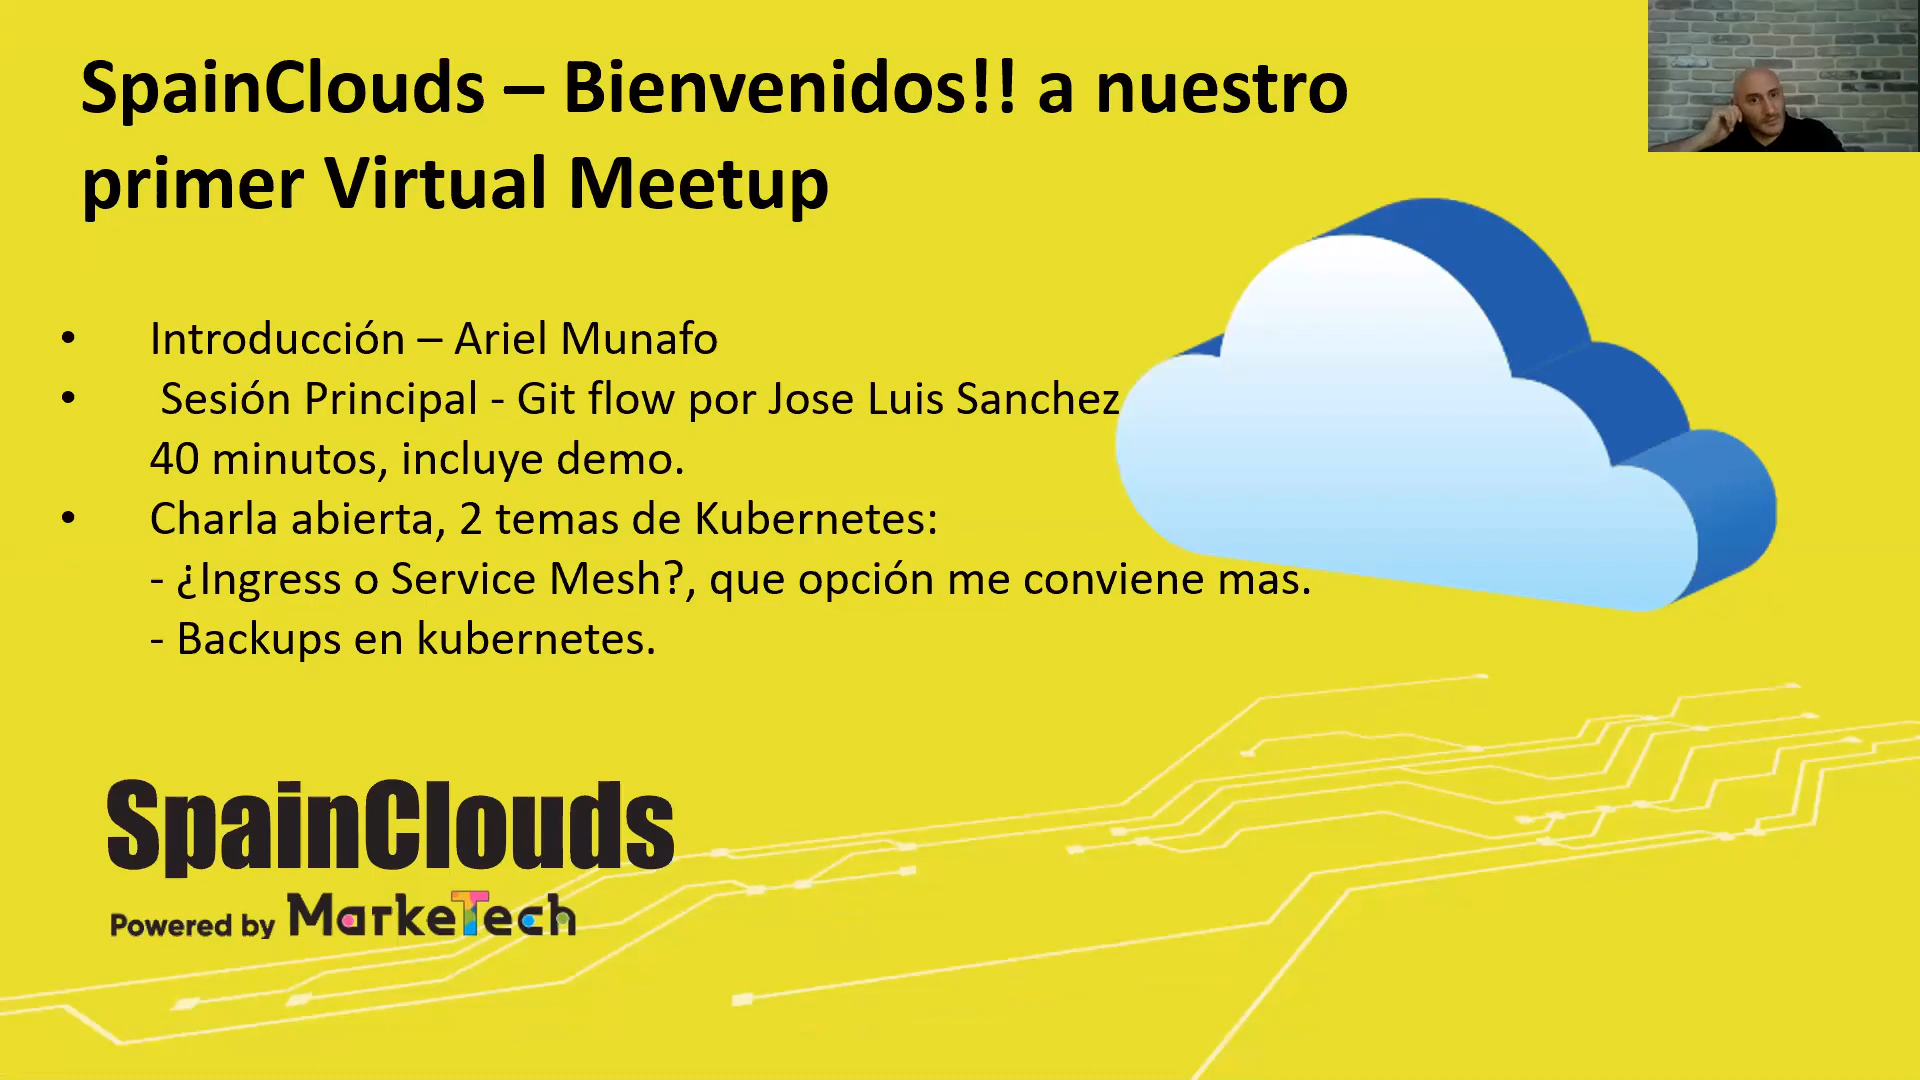 SpainClouds – Bienvenidos!! a nuestro
primer Virtual Meetup
• Introducción – Ariel Munafo
• Sesión Principal - Git flow por Jose Luis Sanchez
40 minutos, incluye demo.
• Charla abierta, 2 temas de Kubernetes:
- ¿Ingress o Service Mesh?, que opción me conviene mas.
- Backups en kubernetes.
SpainClouds
Powered by MarkeTech